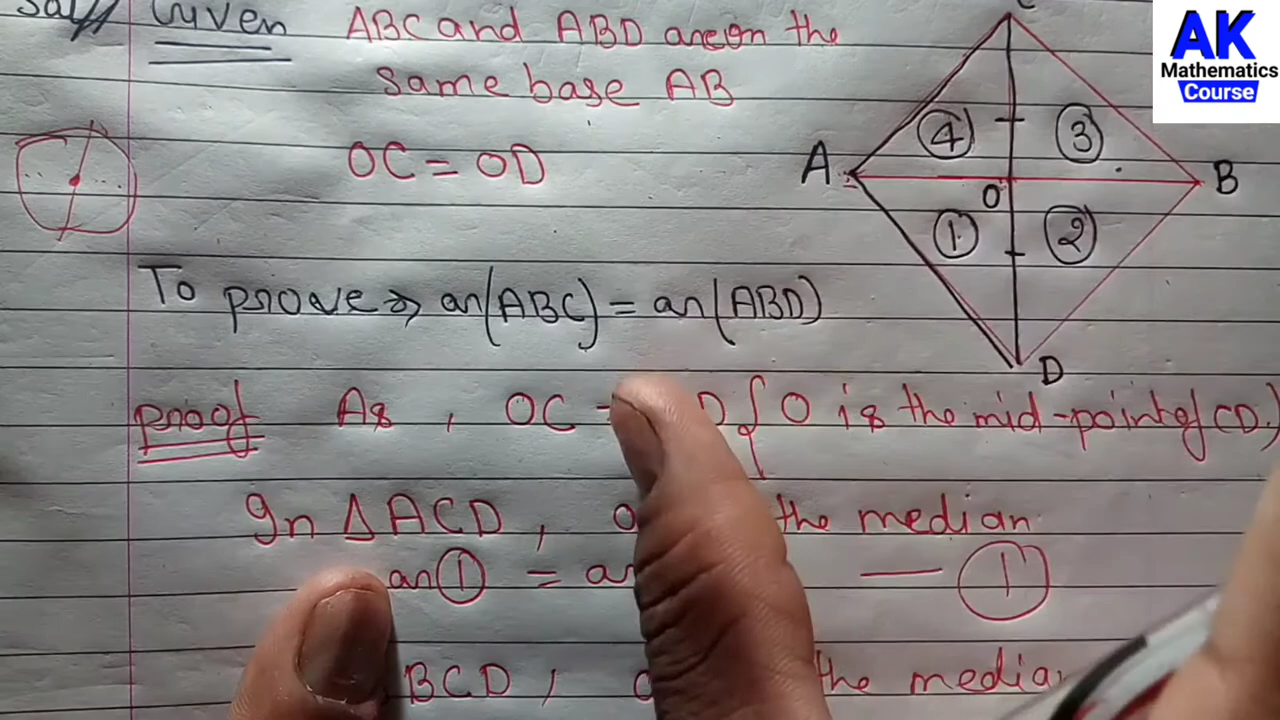 Given ABC and ABD are on the
same base AB
OC = OD
To prove ⇒ ar(ABC) = ar(ABD)
proof As , OC = D { O is the mid-point of CD.}
In ΔACD, the median
ar① = ar — ①
BCD, the median
A
B
D
O
④
③
①
②
AK
Mathematics
Course